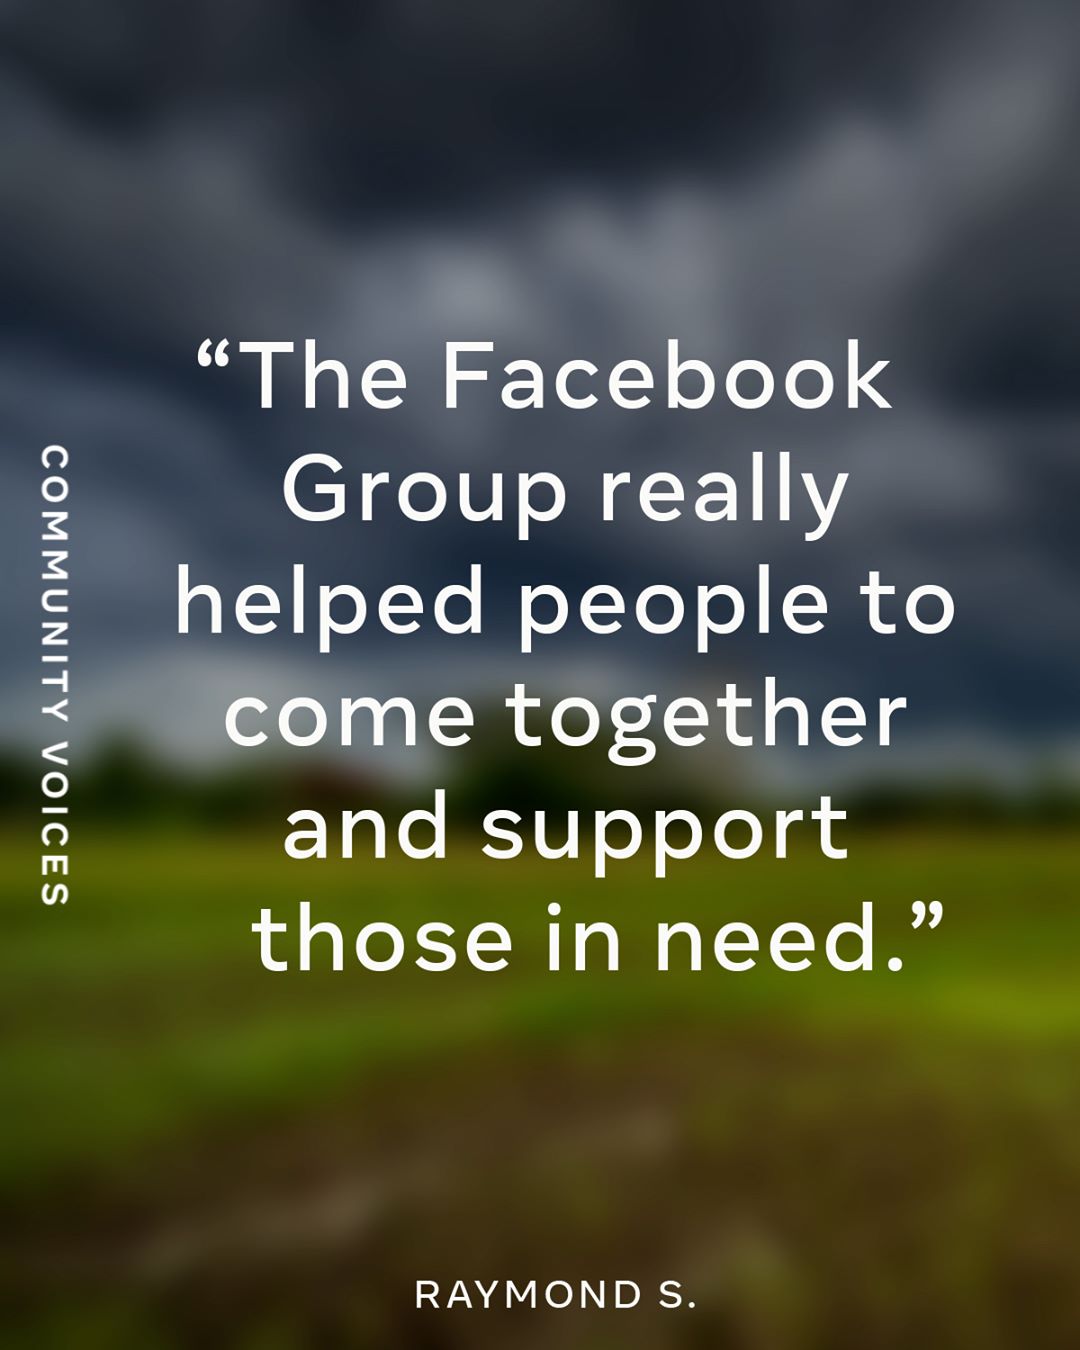 “The Facebook
Group really
helped people to
come together
and support
those in need.”
COMMUNITY VOICES
RAYMOND S.